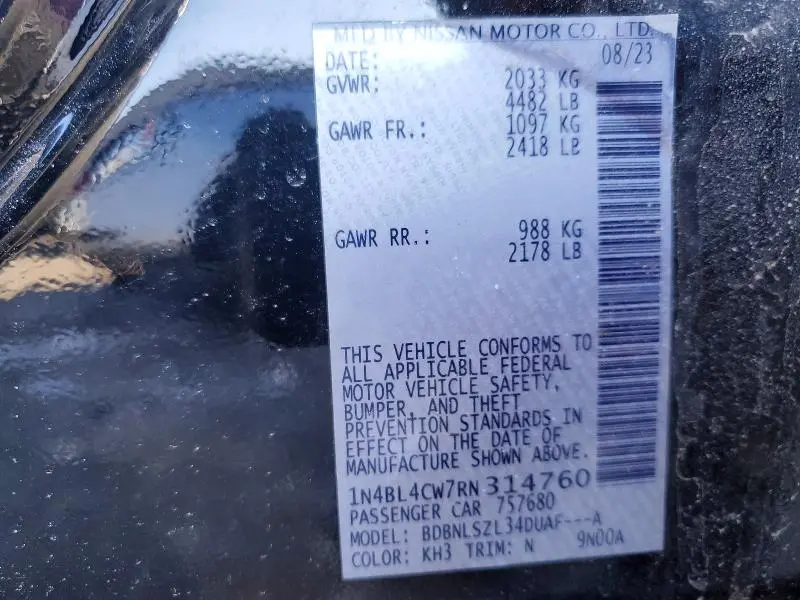 MFD BY NISSAN MOTOR CO., LTD.
DATE: 08/23
GVWR: 2033 KG
4482 LB
GAWR FR.: 1097 KG
2418 LB
GAWR RR.: 988 KG
2178 LB
THIS VEHICLE CONFORMS TO
ALL APPLICABLE FEDERAL
MOTOR VEHICLE SAFETY,
BUMPER, AND THEFT
PREVENTION STANDARDS IN
EFFECT ON THE DATE OF
MANUFACTURE SHOWN ABOVE.
1N4BL4CW7RN314760
PASSENGER CAR 757680
MODEL: BDBNLSZL34DUAF---A
COLOR: KH3 TRIM: N 9N00A